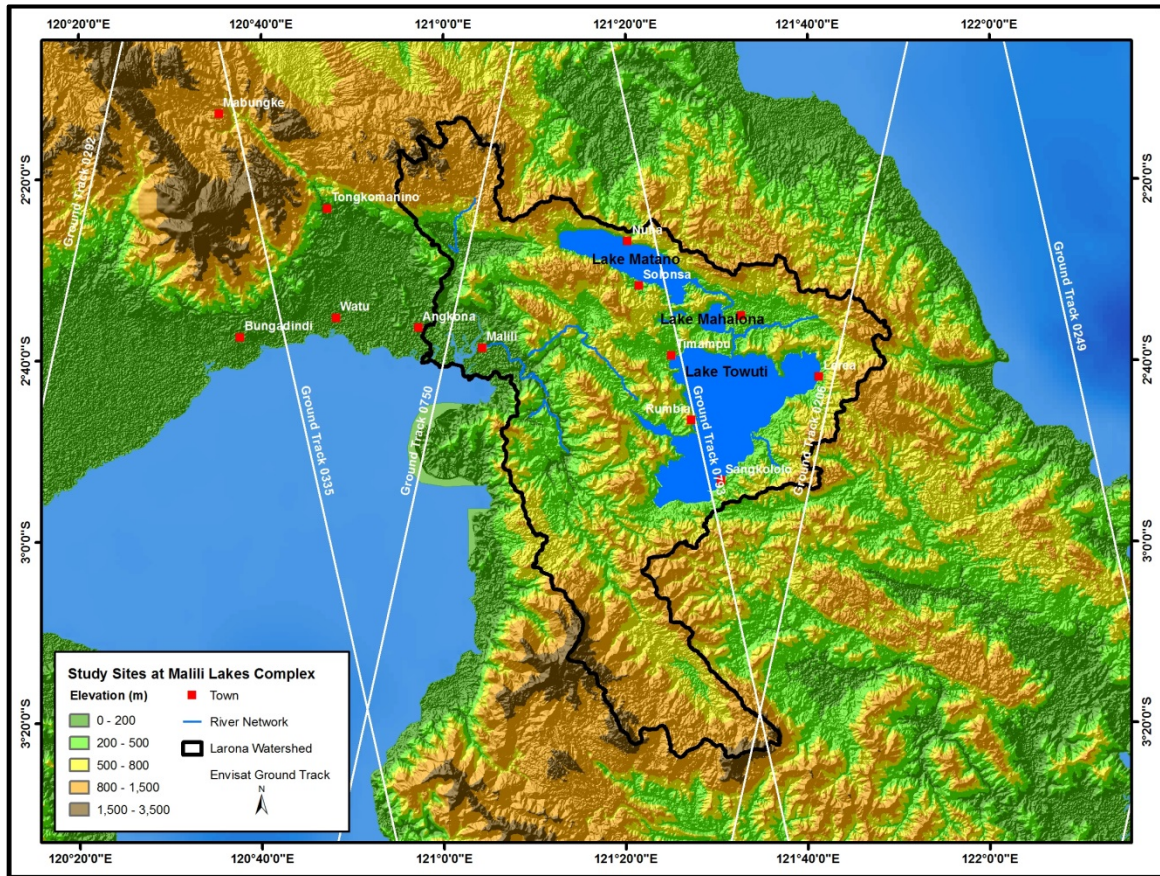 120°20'0"E 120°40'0"E 121°0'0"E 121°20'0"E 121°40'0"E 122°0'0"E
Mabungke
Ground Track 0292
2°20'0"S 2°20'0"S
Tongkomanino
Nuha
Lake Matano
Solonsa
Ground Track 0249
Watu
Angkona
Lake Mahalona
Bungadindi
Malili
Timampu
2°40'0"S 2°40'0"S
Lake Towuti
Lorea
Ground Track 0335
Ground Track 0750
Rumbia
Ground Track 0793
Ground Track 0206
Sangkololo
3°0'0"S 3°0'0"S
Study Sites at Malili Lakes Complex
Elevation (m)
0 - 200
200 - 500
500 - 800
800 - 1,500
1,500 - 3,500
Town
River Network
Larona Watershed
Envisat Ground Track
N
3°20'0"S 3°20'0"S
120°20'0"E 120°40'0"E 121°0'0"E 121°20'0"E 121°40'0"E 122°0'0"E